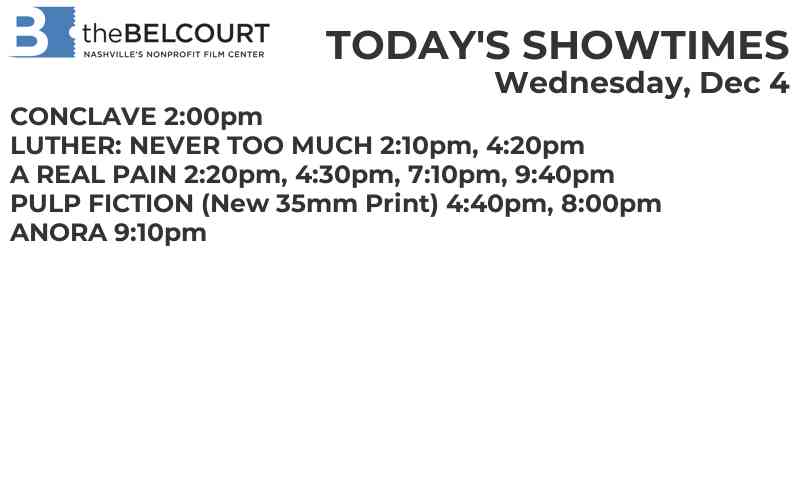 B theBELCOURT
NASHVILLE'S NONPROFIT FILM CENTER
TODAY'S SHOWTIMES
Wednesday, Dec 4
CONCLAVE 2:00pm
LUTHER: NEVER TOO MUCH 2:10pm, 4:20pm
A REAL PAIN 2:20pm, 4:30pm, 7:10pm, 9:40pm
PULP FICTION (New 35mm Print) 4:40pm, 8:00pm
ANORA 9:10pm